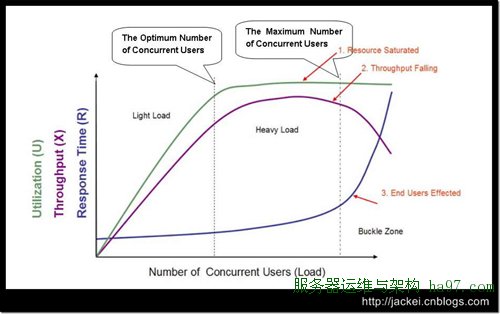 The Optimum Number
of Concurrent Users
The Maximum Number
of Concurrent Users
1. Resource Saturated
2. Throughput Falling
Light Load
Heavy Load
3. End Users Effected
Buckle Zone
Utilization (U)
Throughput (X)
Response Time (R)
Number of Concurrent Users (Load)
服务器运维与架构 ha97.com
http://jackei.cnblogs.com